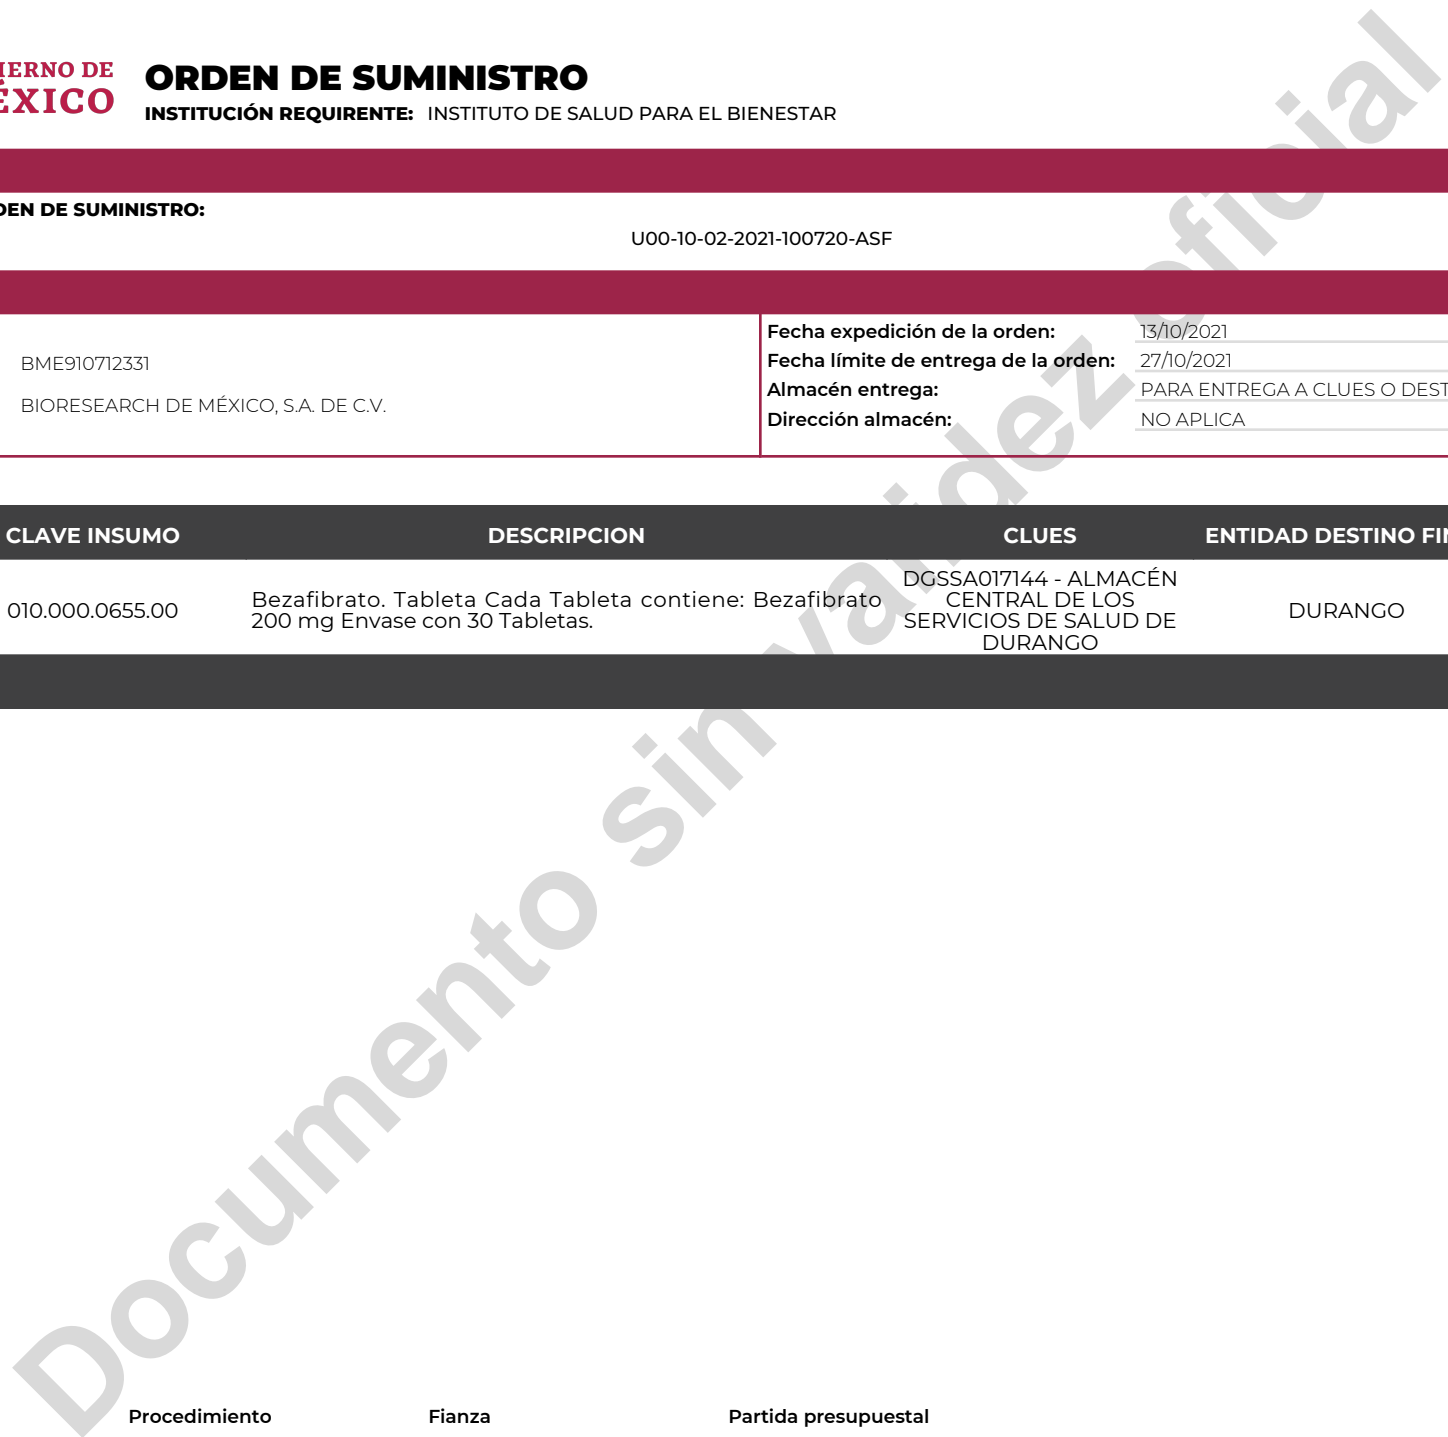 IERNO DE
ÉXICO
ORDEN DE SUMINISTRO
INSTITUCIÓN REQUIRENTE: INSTITUTO DE SALUD PARA EL BIENESTAR
DEN DE SUMINISTRO:
U00-10-02-2021-100720-ASF
BME910712331
BIORESEARCH DE MÉXICO, S.A. DE C.V.
Fecha expedición de la orden: 13/10/2021
Fecha límite de entrega de la orden: 27/10/2021
Almacén entrega: PARA ENTREGA A CLUES O DEST
Dirección almacén: NO APLICA
CLAVE INSUMO DESCRIPCION CLUES ENTIDAD DESTINO FIN
010.000.0655.00
Bezafibrato. Tableta Cada Tableta contiene: Bezafibrato
200 mg Envase con 30 Tabletas.
DGSSA017144 - ALMACÉN
CENTRAL DE LOS
SERVICIOS DE SALUD DE
DURANGO
DURANGO
Documento sin validez oficial
Procedimiento Fianza Partida presupuestal